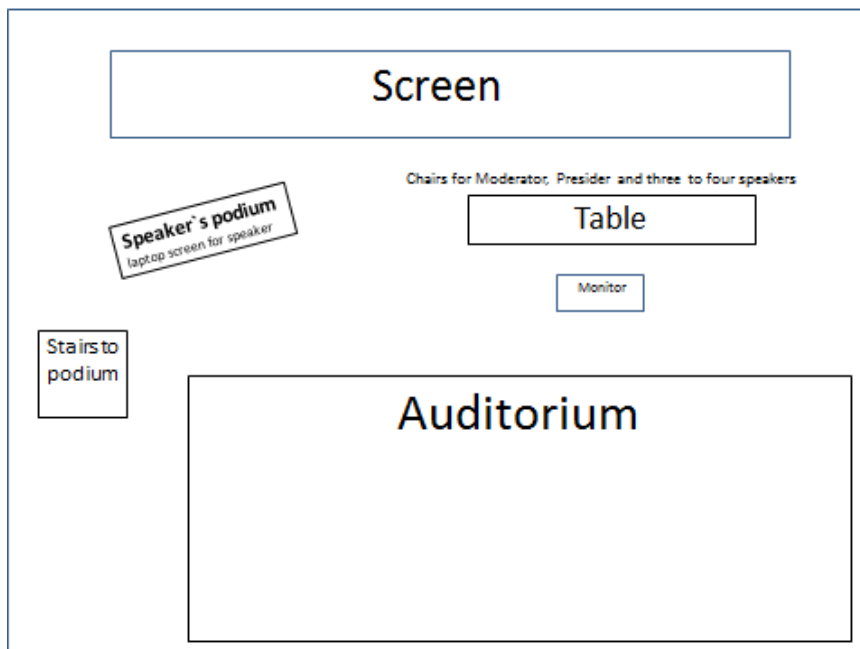 Screen
Chairs for Moderator, Presider and three to four speakers
Speaker`s podium
laptop screen for speaker
Table
Monitor
Stairs to
podium
Auditorium